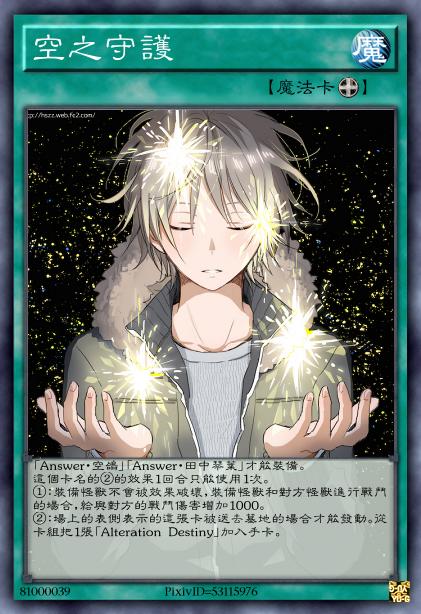 空之守護
魔
【魔法卡】
p://hszz.web.fc2.com/
「Answer・空鴿」「Answer・田中琴葉」才能裝備。
這個卡名的②的效果1回合只能使用1次。
①：裝備怪獸不會被效果破壞，裝備怪獸和對方怪獸進行戰鬥
的場合，給與對方的戰鬥傷害增加1000。
②：場上的表側表示的這張卡被送去墓地的場合才能發動。從
卡組把1張「Alteration Destiny」加入手卡。
81000039 PixivID=53115976